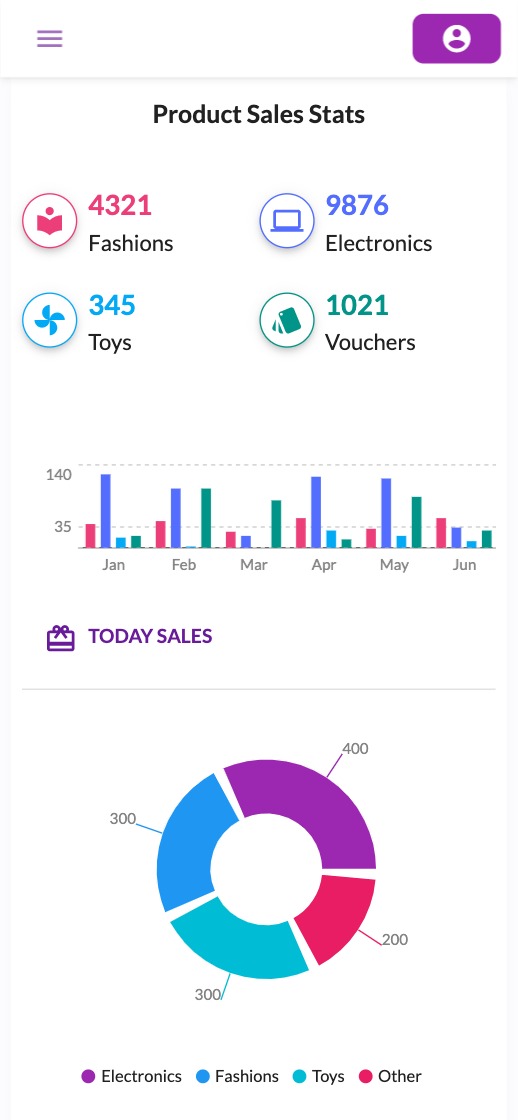 Product Sales Stats
4321
Fashions
9876
Electronics
345
Toys
1021
Vouchers
140
35
Jan Feb Mar Apr May Jun
TODAY SALES
400
300
200
300
Electronics Fashions Toys Other